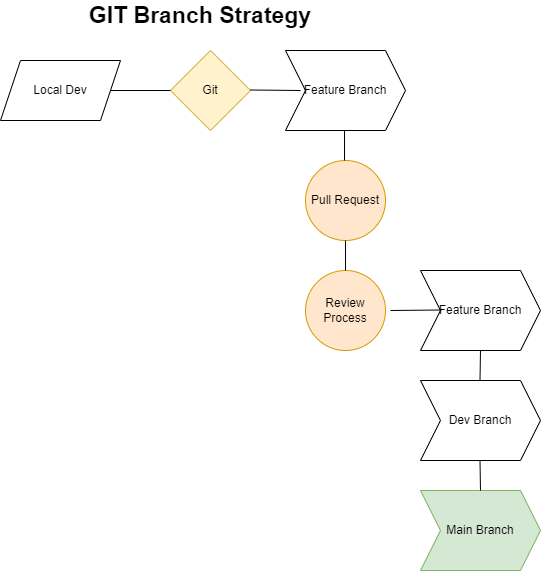 GIT Branch Strategy
Local Dev
Git
Feature Branch
Pull Request
Review
Process
Feature Branch
Dev Branch
Main Branch